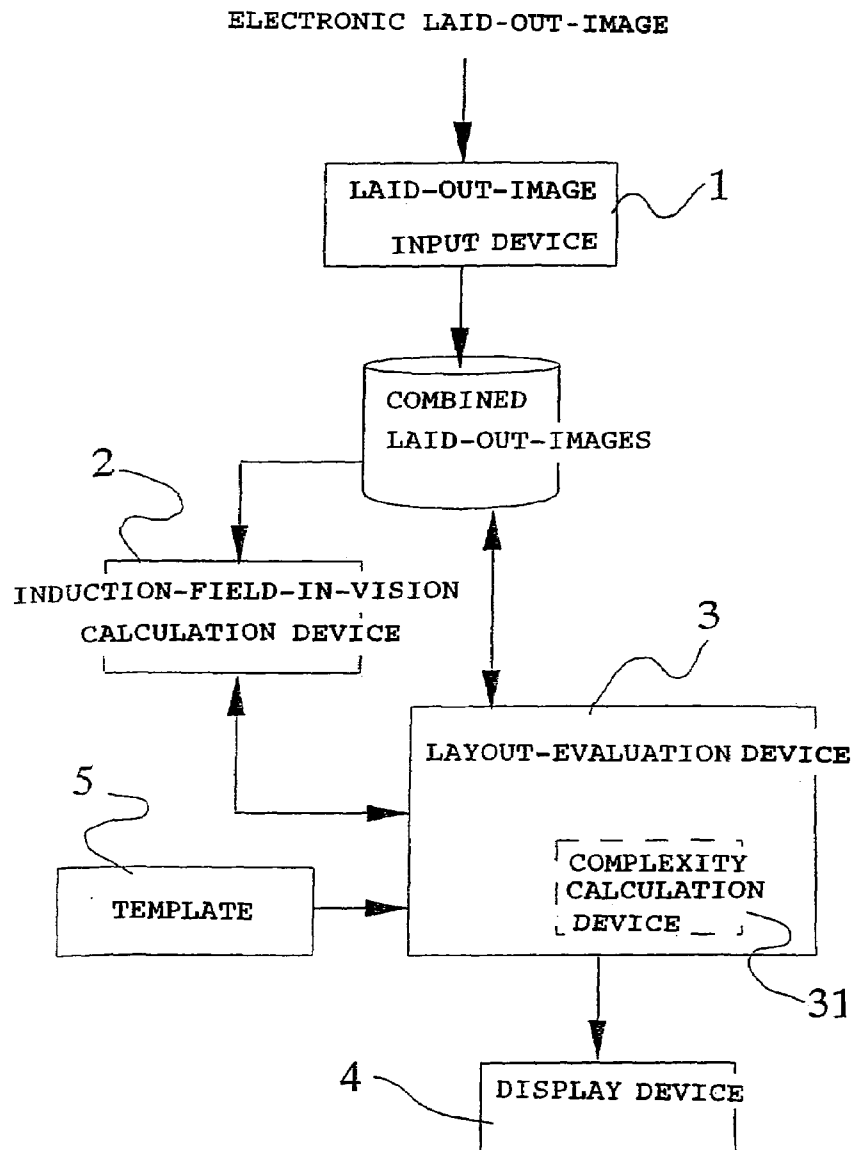 ELECTRONIC LAID-OUT-IMAGE
LAID-OUT-IMAGE
INPUT DEVICE
1
COMBINED
LAID-OUT-IMAGES
2
INDUCTION-FIELD-IN-VISION
CALCULATION DEVICE
3
LAYOUT-EVALUATION DEVICE
5
TEMPLATE
COMPLEXITY
CALCULATION
DEVICE
31
4
DISPLAY DEVICE